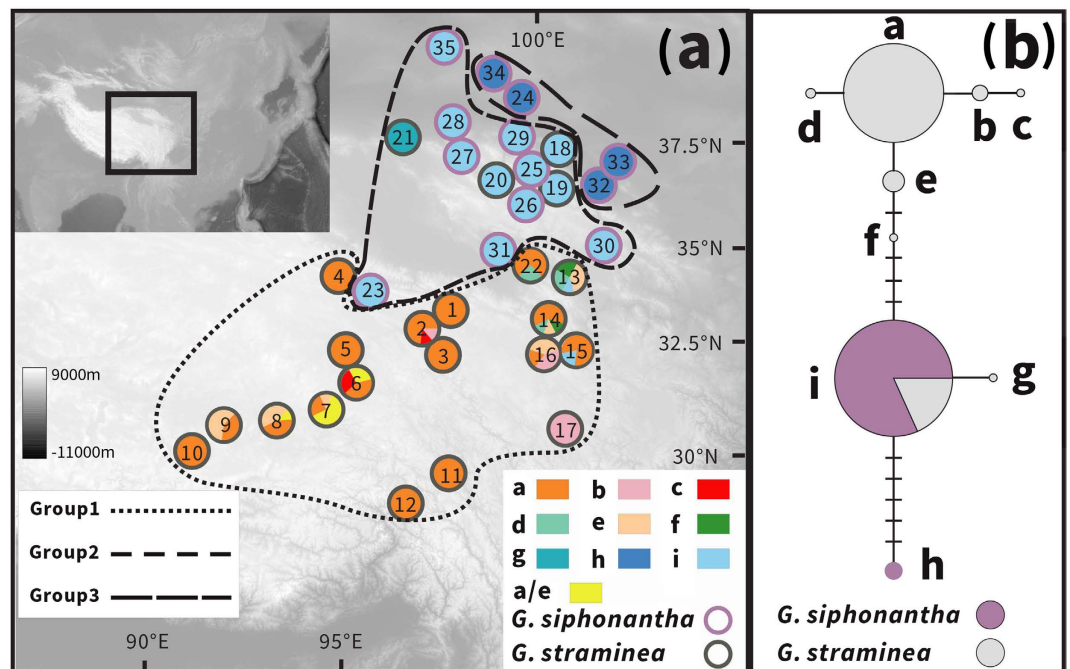 100°E
(a)
35
34
24
28
29
18
37.5°N
21
27
25
33
20
19
32
26
31
30
35°N
22
4
13
23
1
14
2
15
32.5°N
5
3
16
6
7
9
8
17
10
11
30°N
12
9000m
-11000m
Group1
Group2
Group3
a b c
d e f
g h i
a/e
G. siphonantha
G. straminea
90°E 95°E
(b)
a
d
b c
e
f
i
g
h
G. siphonantha
G. straminea